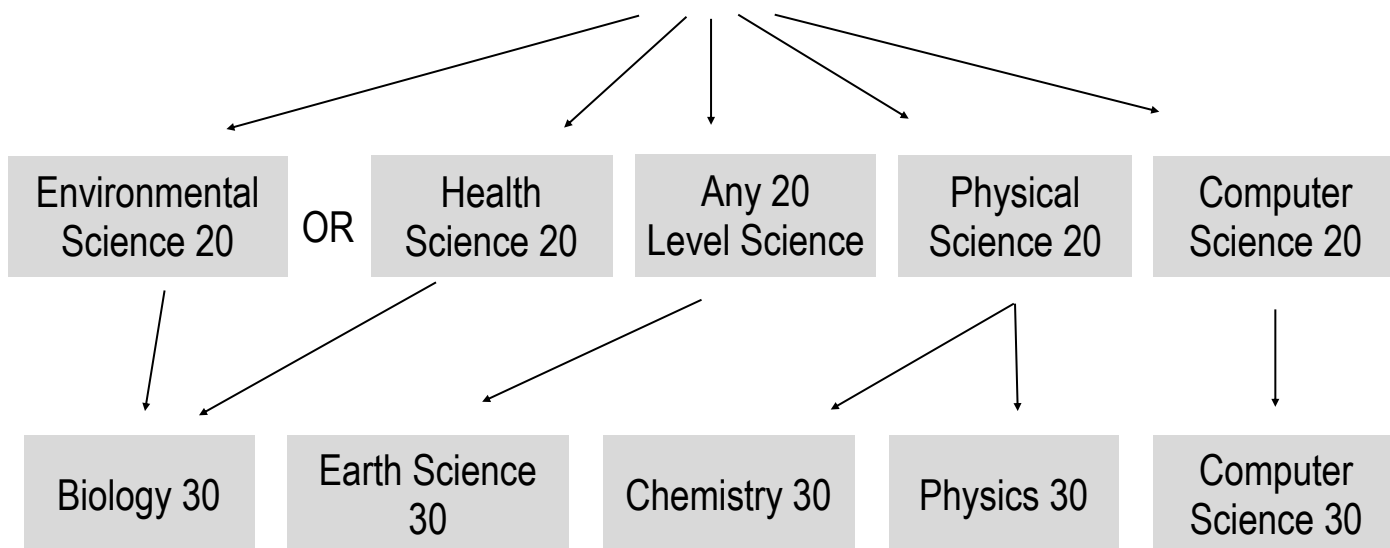 Environmental
Science 20
OR
Health
Science 20
Any 20
Level Science
Physical
Science 20
Computer
Science 20
Biology 30
Earth Science
30
Chemistry 30
Physics 30
Computer
Science 30